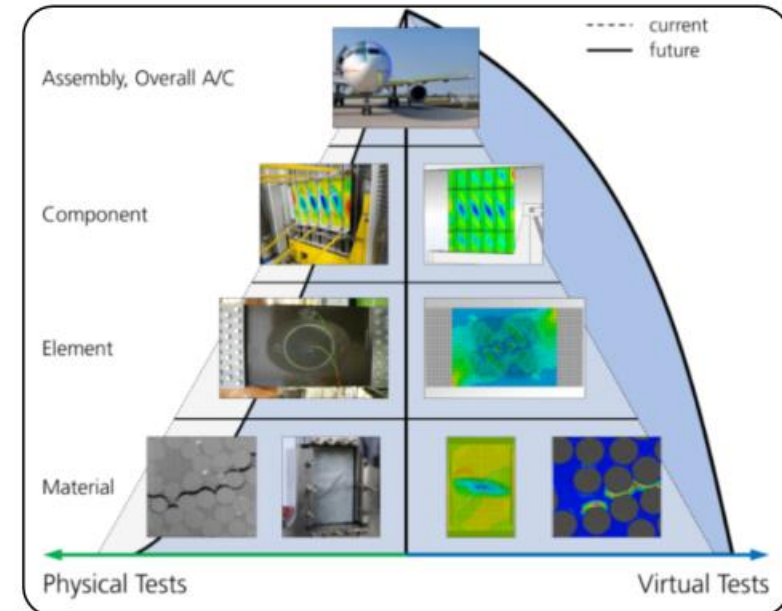 current
future
Assembly, Overall A/C
Component
Element
Material
Physical Tests
Virtual Tests